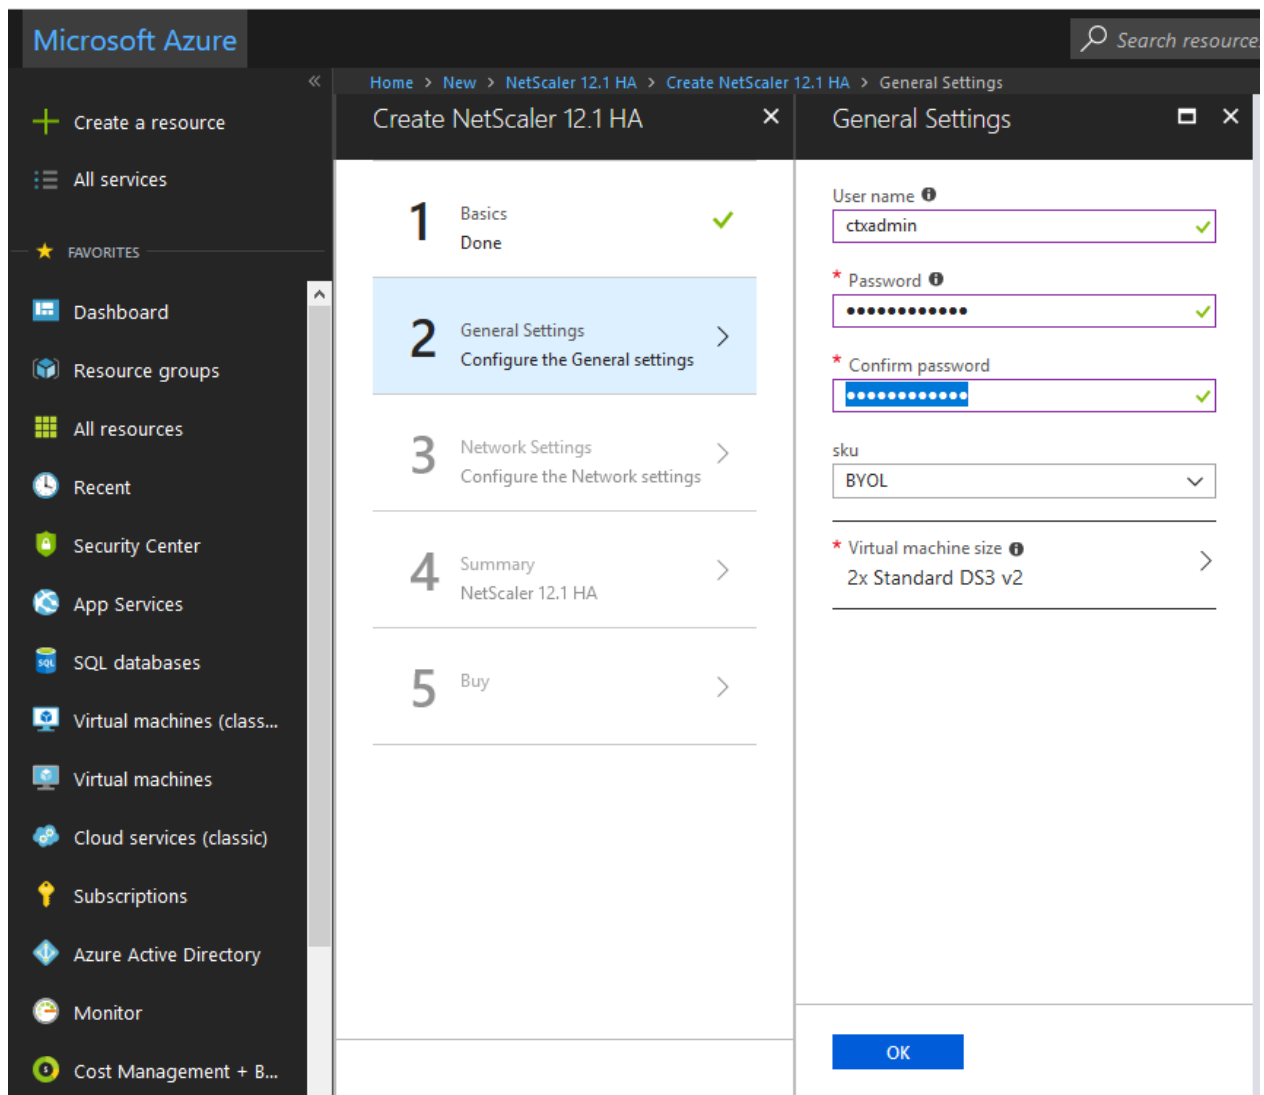 Microsoft Azure
Search resource
Home > New > NetScaler 12.1 HA > Create NetScaler 12.1 HA > General Settings
Create a resource
All services
FAVORITES
Dashboard
Resource groups
All resources
Recent
Security Center
App Services
SQL databases
Virtual machines (class...
Virtual machines
Cloud services (classic)
Subscriptions
Azure Active Directory
Monitor
Cost Management + B...
Create NetScaler 12.1 HA
1
Basics
Done
2
General Settings
Configure the General settings
3
Network Settings
Configure the Network settings
4
Summary
NetScaler 12.1 HA
5
Buy
General Settings
User name
ctxadmin
* Password
••••••••••••
* Confirm password
••••••••••••
sku
BYOL
* Virtual machine size
2x Standard DS3 v2
OK